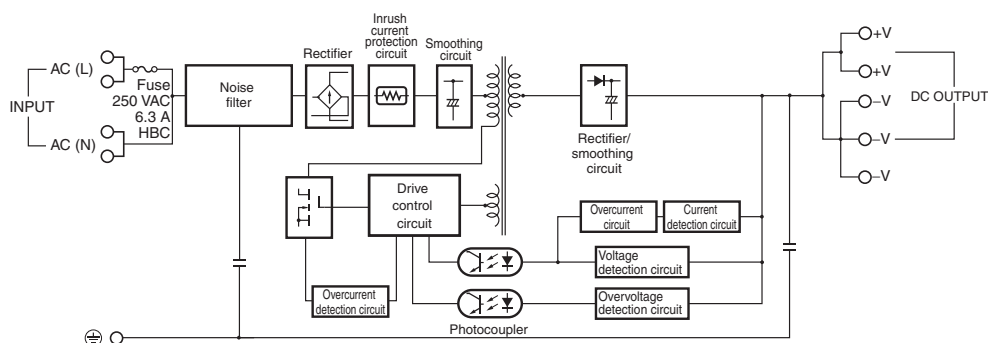 INPUT
AC (L)
AC (N)
Fuse
250 VAC
6.3 A
HBC
Noise
filter
Rectifier
Inrush
current
protection
circuit
Smoothing
circuit
Rectifier/
smoothing
circuit
+V
+V
−V
−V
−V
DC OUTPUT
Drive
control
circuit
Overcurrent
detection circuit
Overcurrent
circuit
Current
detection circuit
Voltage
detection circuit
Overvoltage
detection circuit
Photocoupler